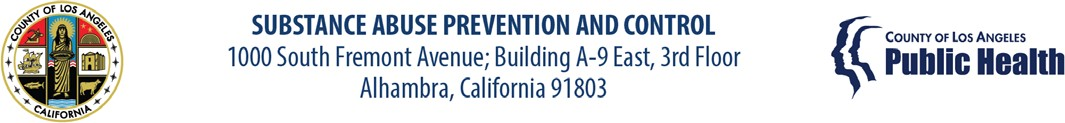 COUNTY OF LOS ANGELES
CALIFORNIA
SUBSTANCE ABUSE PREVENTION AND CONTROL
1000 South Fremont Avenue; Building A-9 East, 3rd Floor
Alhambra, California 91803
COUNTY OF LOS ANGELES
Public Health